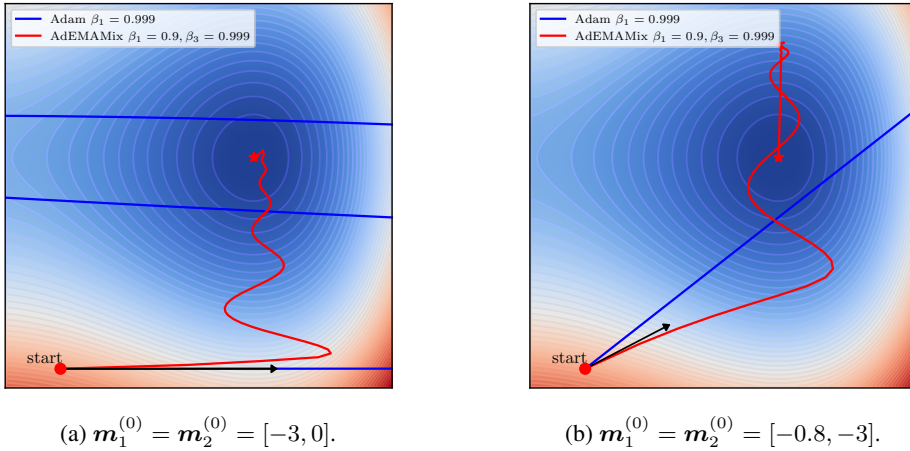 Adam β₁ = 0.999
AdEMAMix β₁ = 0.9, β₃ = 0.999
start
Adam β₁ = 0.999
AdEMAMix β₁ = 0.9, β₃ = 0.999
start
(a) m₁⁽⁰⁾ = m₂⁽⁰⁾ = [−3, 0].
(b) m₁⁽⁰⁾ = m₂⁽⁰⁾ = [−0.8, −3].